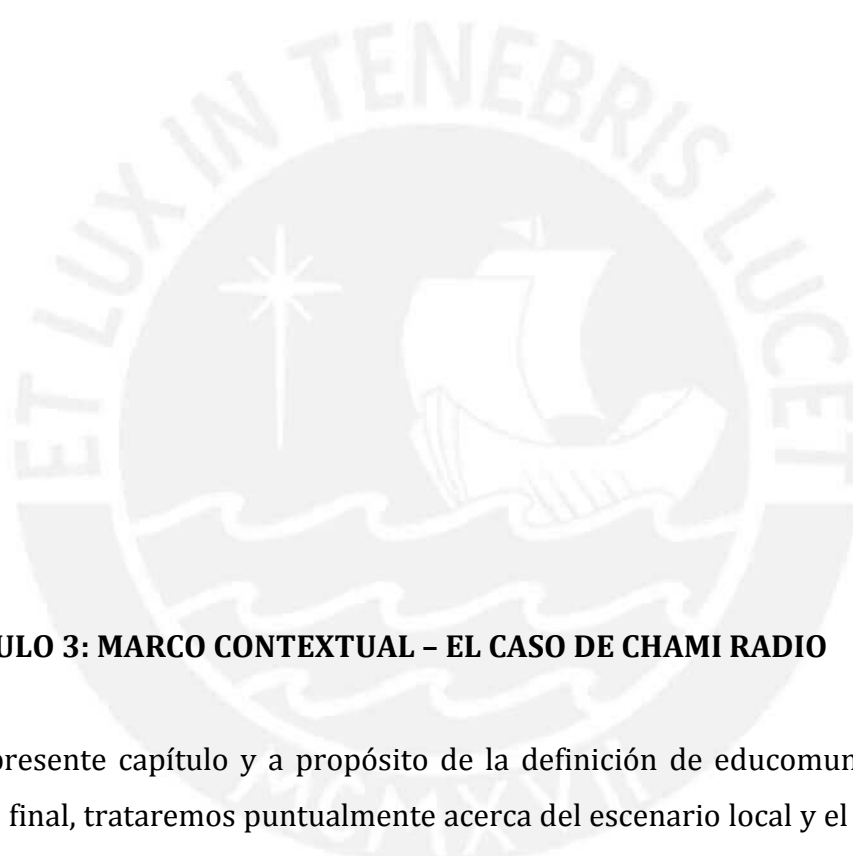 ET LUX IN TENEBRIS LUCET
ULO 3: MARCO CONTEXTUAL – EL CASO DE CHAMI RADIO
presente capítulo y a propósito de la definición de educomun
final, trataremos puntualmente acerca del escenario local y el
MCMXVII